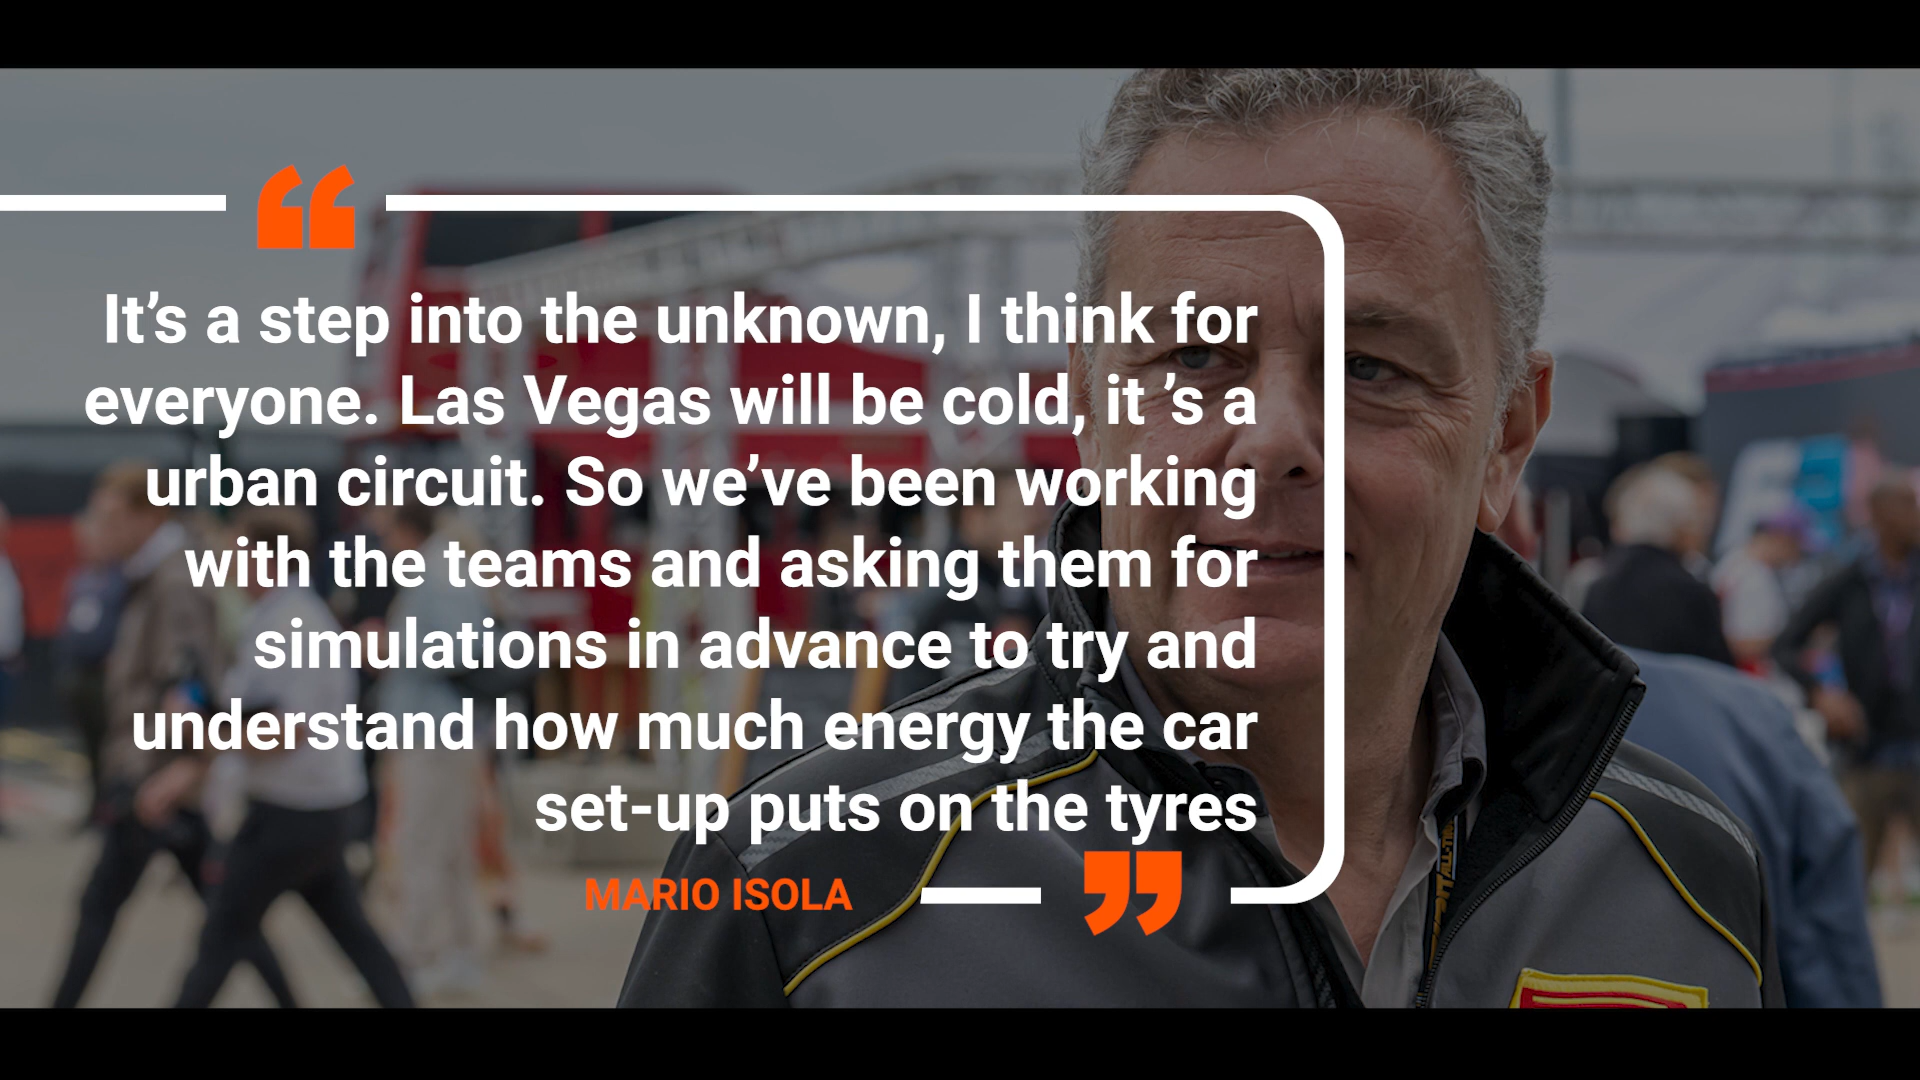 It’s a step into the unknown, I think for
everyone. Las Vegas will be cold, it ’s a
urban circuit. So we’ve been working
with the teams and asking them for
simulations in advance to try and
understand how much energy the car
set-up puts on the tyres
MARIO ISOLA